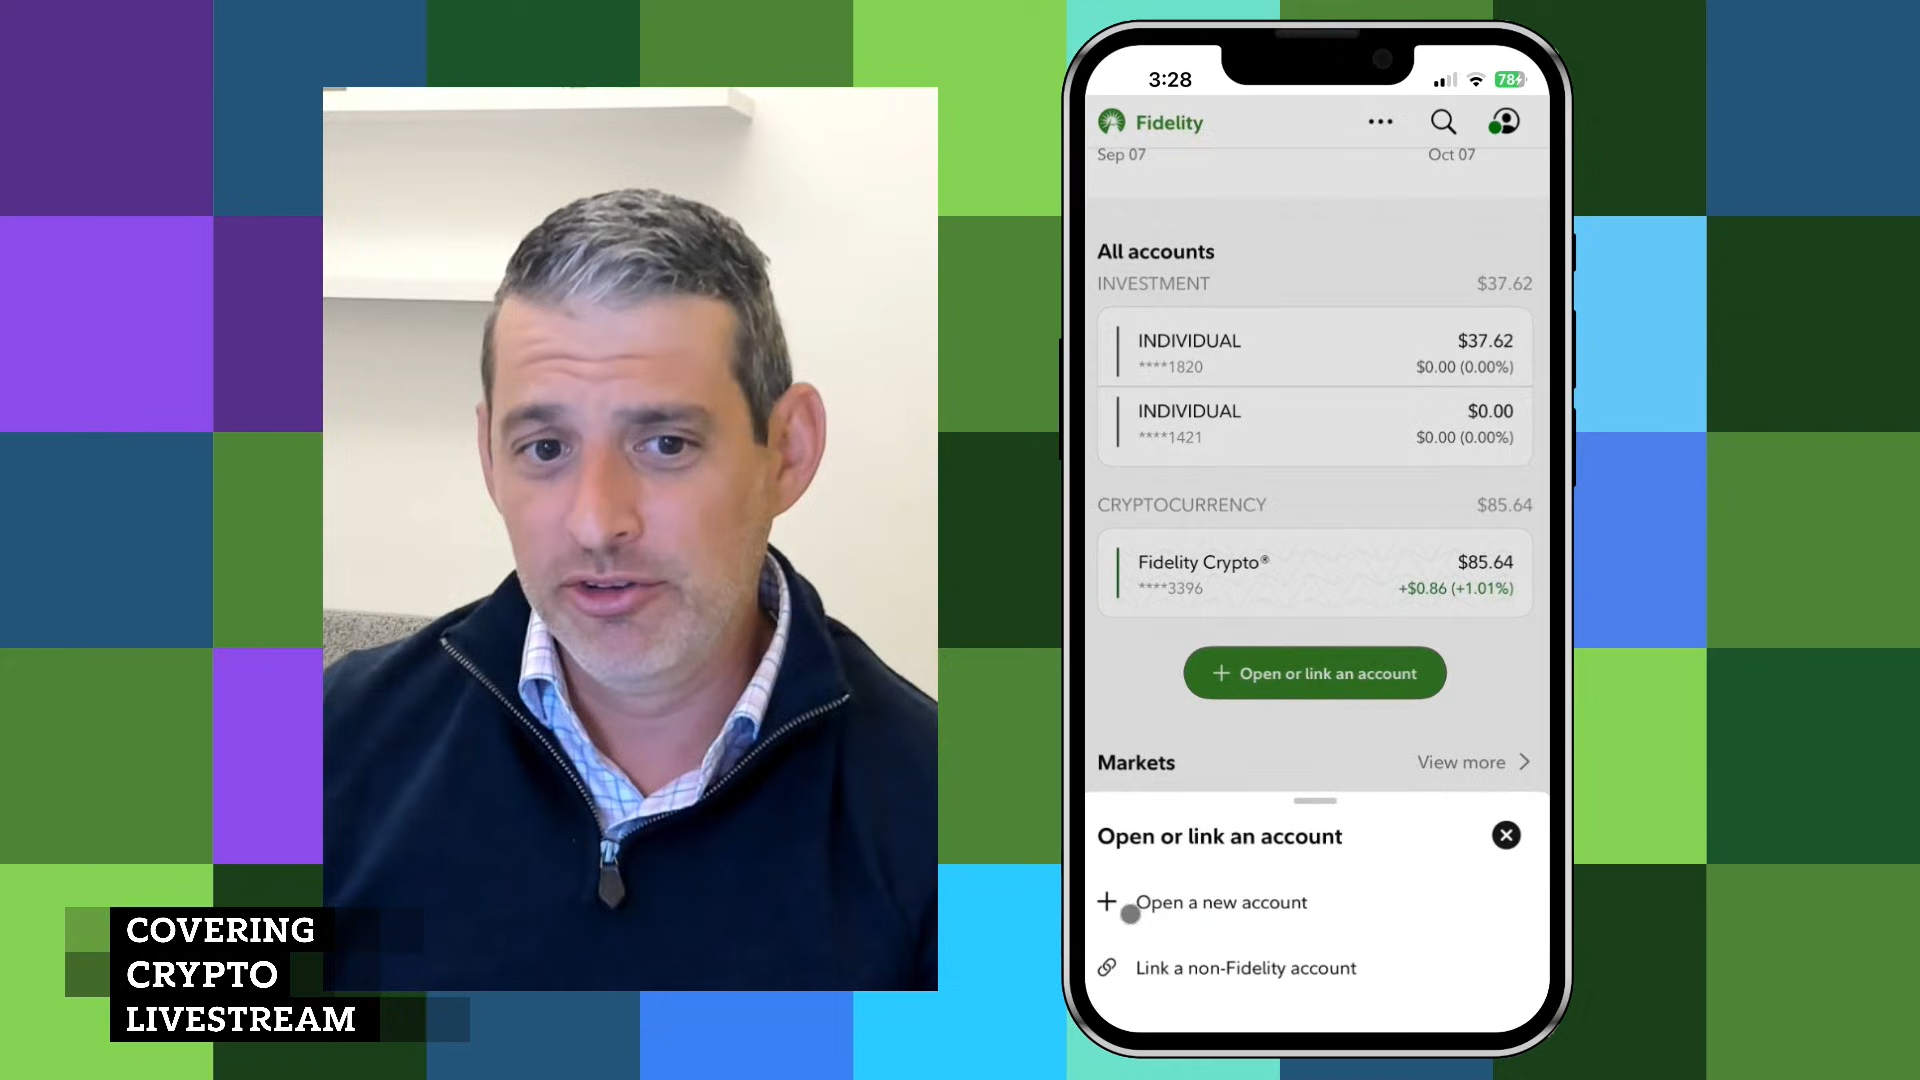 3:28
78
Fidelity
Sep 07 Oct 07
All accounts
INVESTMENT $37.62
INDIVIDUAL $37.62
****1820 $0.00 (0.00%)
INDIVIDUAL $0.00
****1421 $0.00 (0.00%)
CRYPTOCURRENCY $85.64
Fidelity Crypto® $85.64
****3396 +$0.86 (+1.01%)
+ Open or link an account
Markets View more
Open or link an account
Open a new account
Link a non-Fidelity account
COVERING
CRYPTO
LIVESTREAM